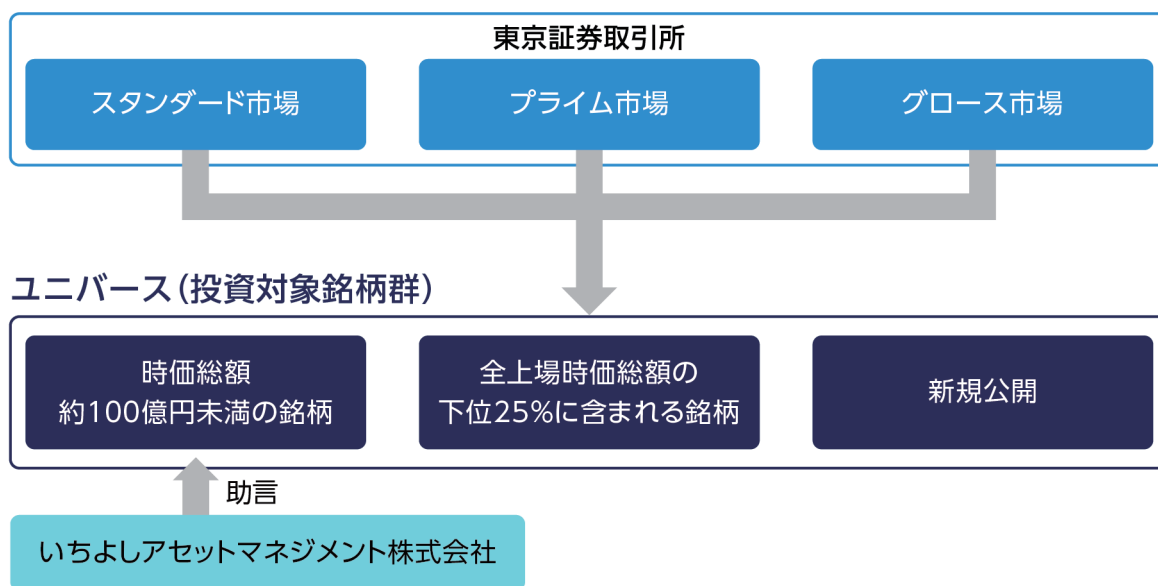 東京証券取引所
スタンダード市場
プライム市場
グロース市場
ユニバース（投資対象銘柄群）
時価総額
約100億円未満の銘柄
全上場時価総額の
下位25%に含まれる銘柄
新規公開
助言
いちよしアセットマネジメント株式会社